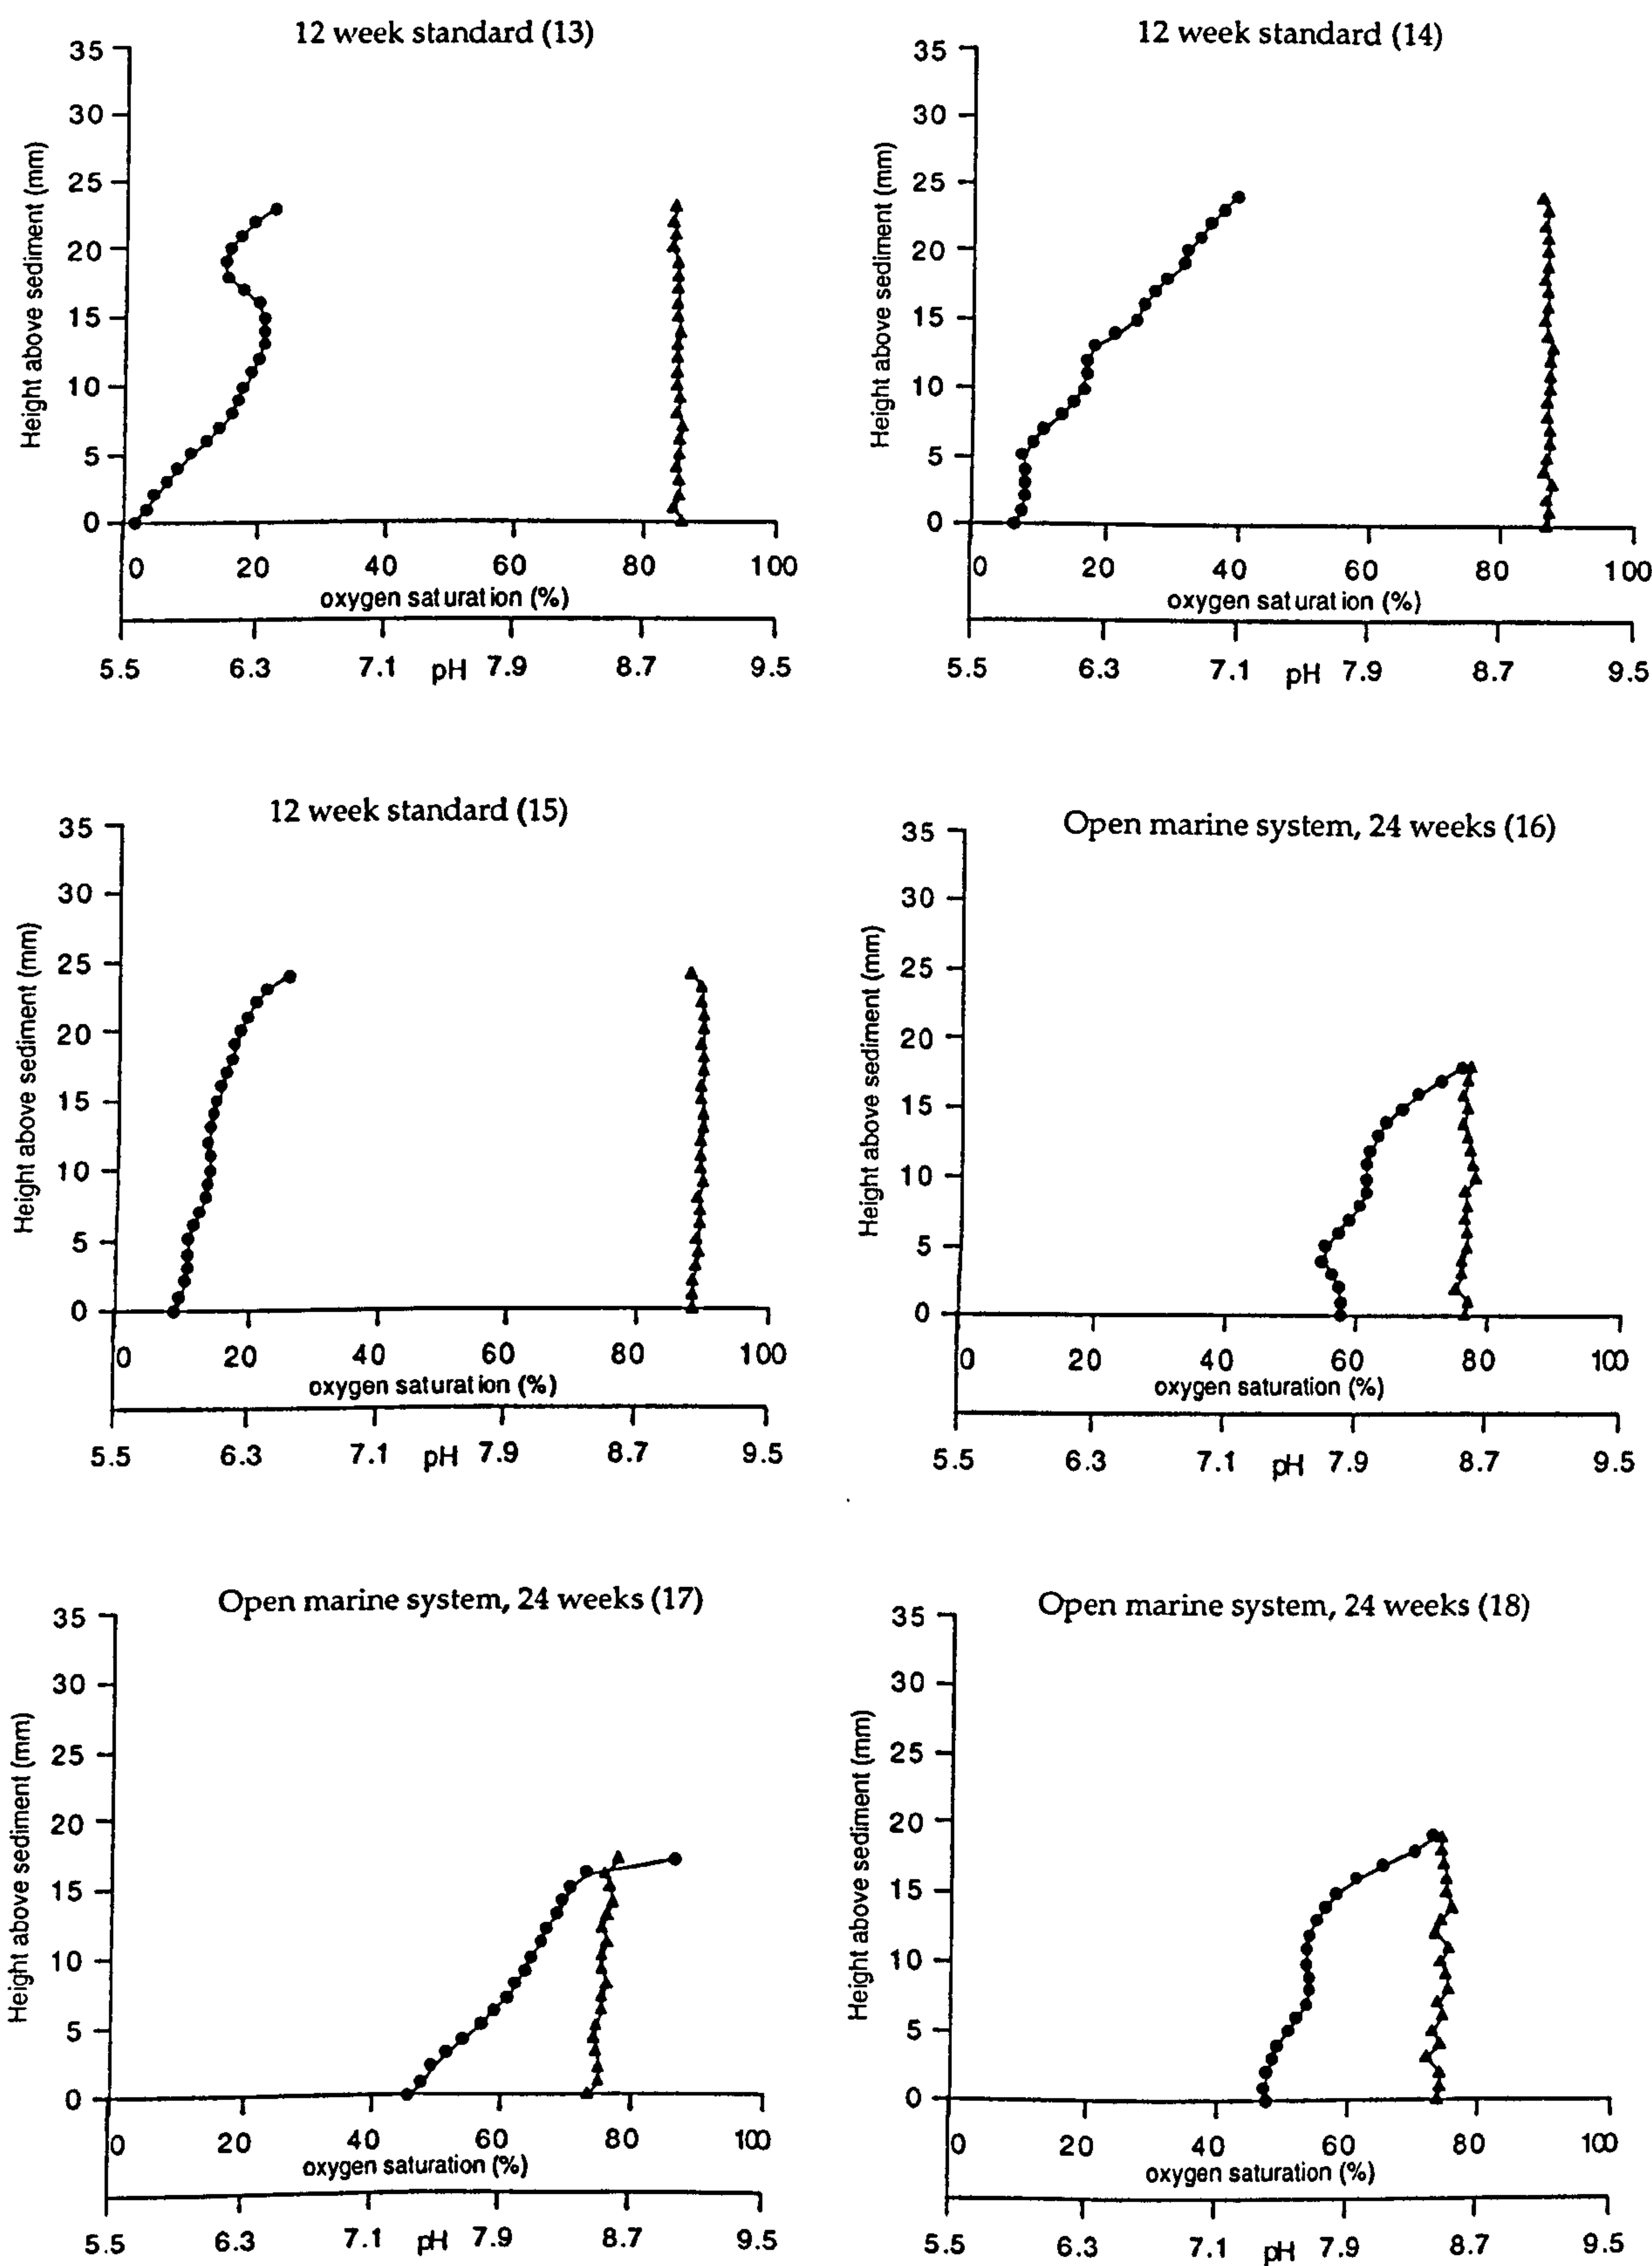 12 week standard (13)
35
30
25
20
15
10
5
0
Height above sediment (mm)
0 20 40 60 80 100
oxygen saturation (%)
5.5 6.3 7.1 pH 7.9 8.7 9.5
12 week standard (14)
35
30
25
20
15
10
5
0
Height above sediment (mm)
0 20 40 60 80 100
oxygen saturation (%)
5.5 6.3 7.1 pH 7.9 8.7 9.5
12 week standard (15)
35
30
25
20
15
10
5
0
Height above sediment (mm)
0 20 40 60 80 100
oxygen saturation (%)
5.5 6.3 7.1 pH 7.9 8.7 9.5
Open marine system, 24 weeks (16)
35
30
25
20
15
10
5
0
Height above sediment (mm)
0 20 40 60 80 100
oxygen saturation (%)
5.5 6.3 7.1 pH 7.9 8.7 9.5
Open marine system, 24 weeks (17)
35
30
25
20
15
10
5
0
Height above sediment (mm)
0 20 40 60 80 100
oxygen saturation (%)
5.5 6.3 7.1 pH 7.9 8.7 9.5
Open marine system, 24 weeks (18)
35
30
25
20
15
10
5
0
Height above sediment (mm)
0 20 40 60 80 100
oxygen saturation (%)
5.5 6.3 7.1 pH 7.9 8.7 9.5